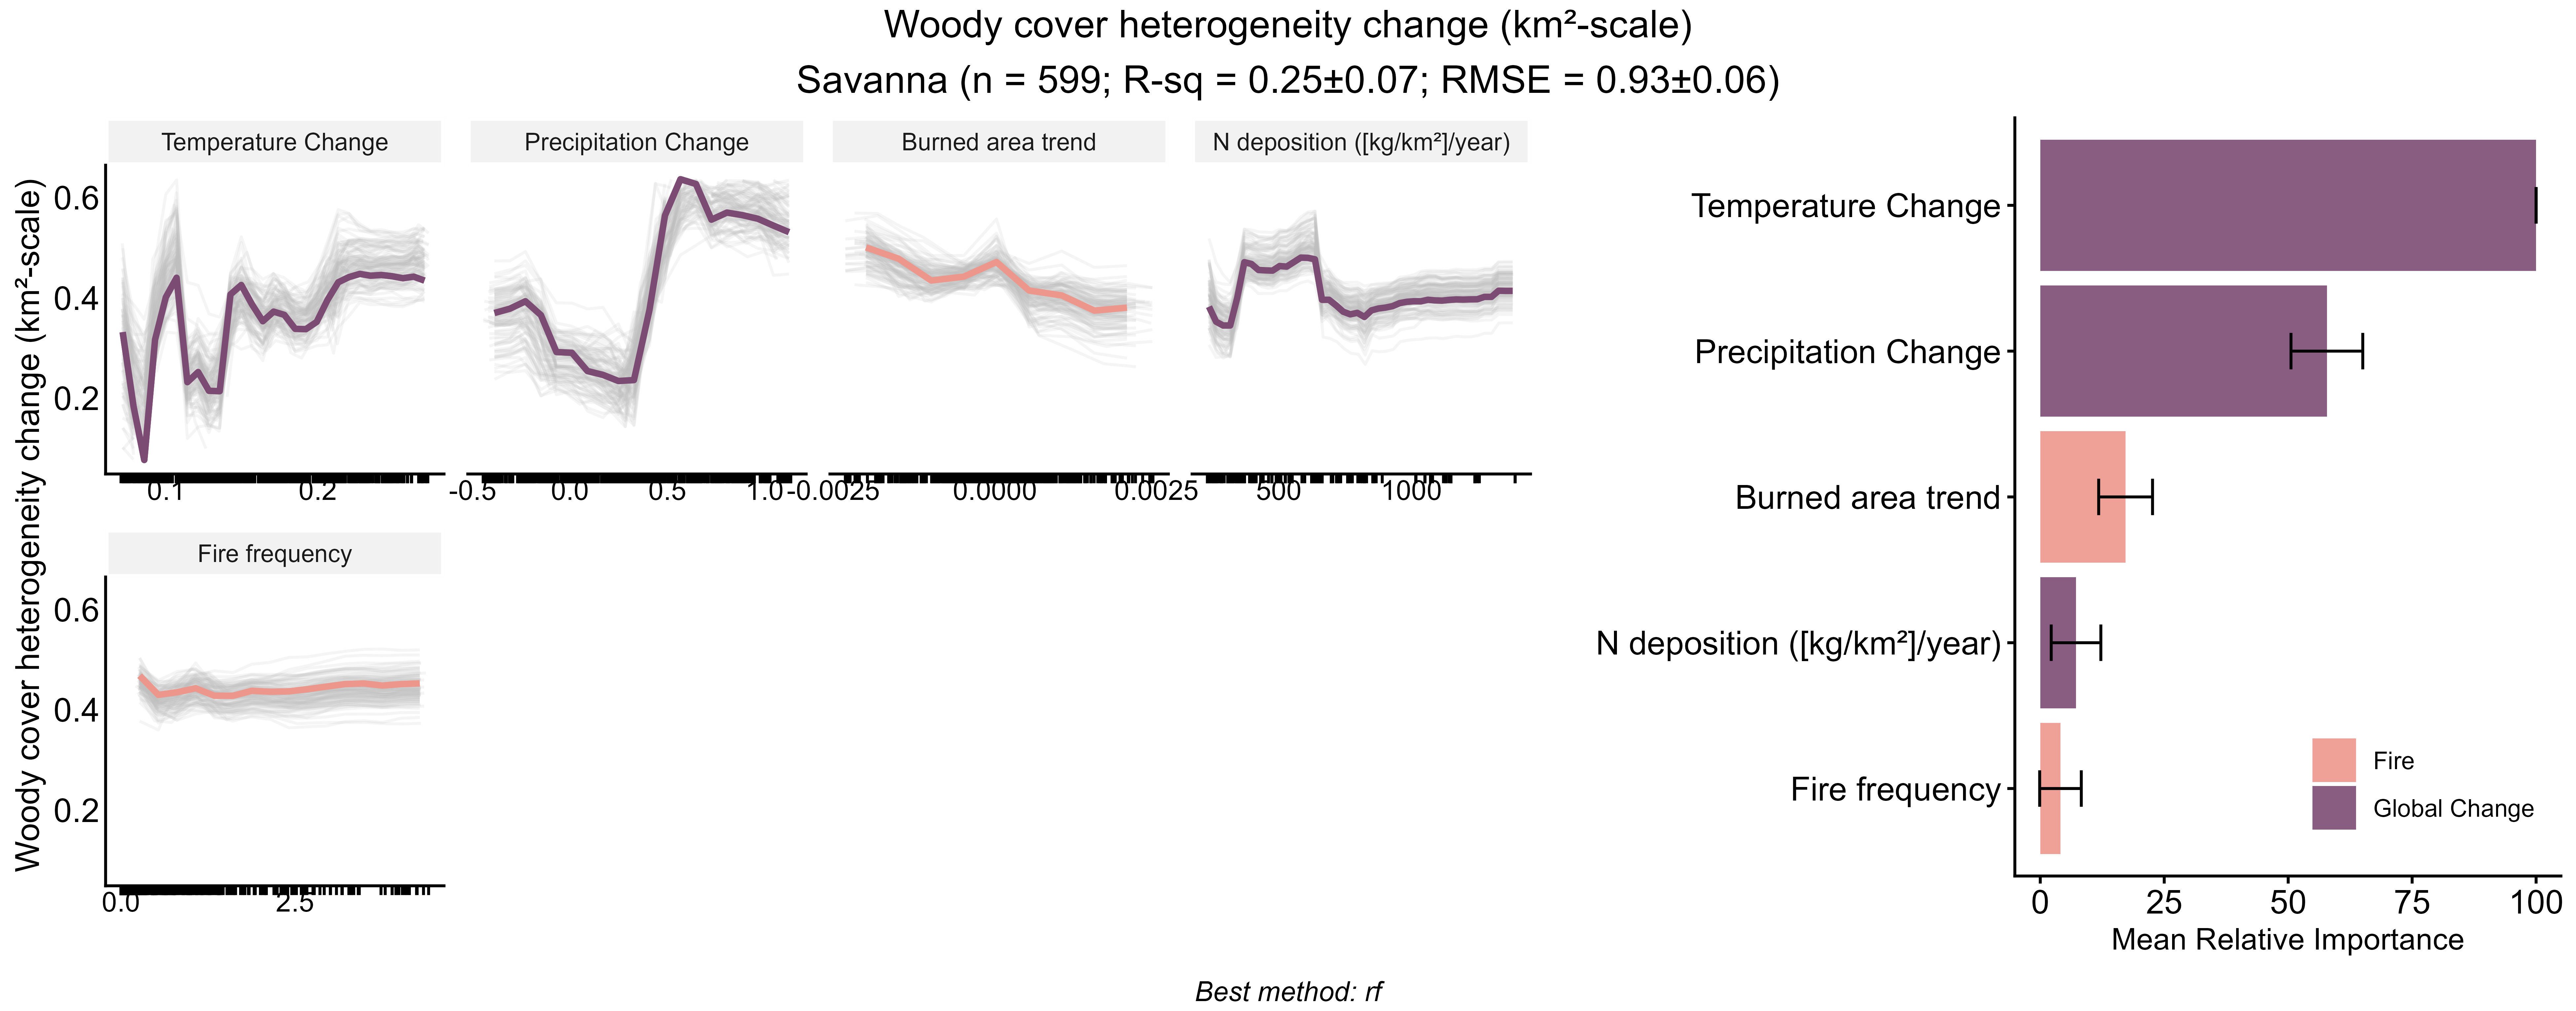 Woody cover heterogeneity change (km²-scale)
Savanna (n = 599; R-sq = 0.25±0.07; RMSE = 0.93±0.06)
Woody cover heterogeneity change (km²-scale)
Temperature Change
Precipitation Change
Burned area trend
N deposition ([kg/km²]/year)
0.6
0.4
0.2
0.1
0.2
-0.5
0.0
0.5
1.0
-0.0025
0.0000
0.0025
500
1000
Fire frequency
0.6
0.4
0.2
0.0
2.5
Temperature Change
Precipitation Change
Burned area trend
N deposition ([kg/km²]/year)
Fire frequency
Fire
Global Change
0
25
50
75
100
Mean Relative Importance
Best method: rf